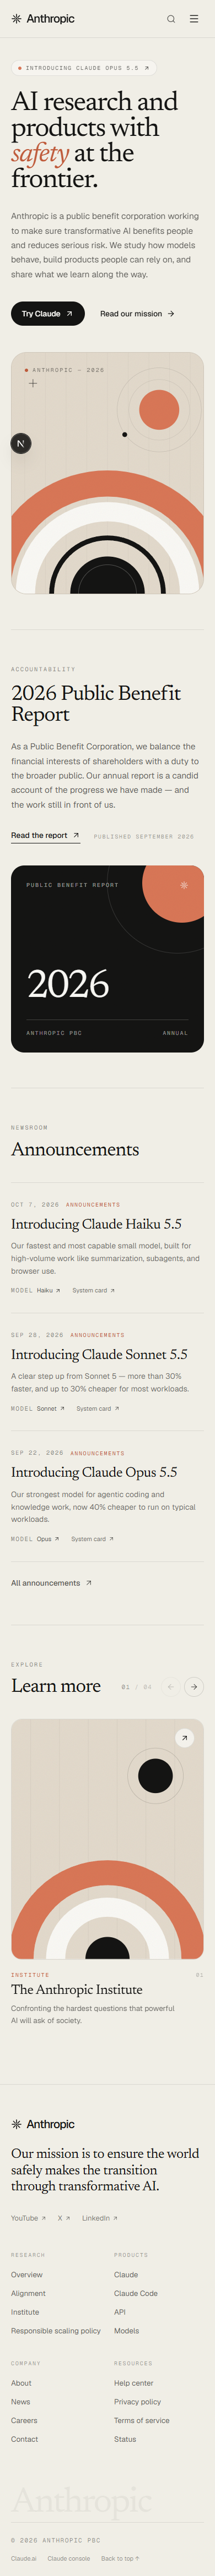 Anthropic
INTRODUCING CLAUDE OPUS 5.5
AI research and
products with
safety at the
frontier.
Anthropic is a public benefit corporation working
to make sure transformative AI benefits people
and reduces serious risk. We study how models
behave, build products people can rely on, and
share what we learn along the way.
Try Claude
Read our mission
ANTHROPIC — 2026
N
ACCOUNTABILITY
2026 Public Benefit
Report
As a Public Benefit Corporation, we balance the
financial interests of shareholders with a duty to
the broader public. Our annual report is a candid
account of the progress we have made — and
the work still in front of us.
Read the report
PUBLISHED SEPTEMBER 2026
PUBLIC BENEFIT REPORT
2026
ANTHROPIC PBC
ANNUAL
NEWSROOM
Announcements
OCT 7, 2026 ANNOUNCEMENTS
Introducing Claude Haiku 5.5
Our fastest and most capable small model, built for
high-volume work like summarization, subagents, and
browser use.
MODEL Haiku System card
SEP 28, 2026 ANNOUNCEMENTS
Introducing Claude Sonnet 5.5
A clear step up from Sonnet 5 — more than 30%
faster, and up to 30% cheaper for most workloads.
MODEL Sonnet System card
SEP 22, 2026 ANNOUNCEMENTS
Introducing Claude Opus 5.5
Our strongest model for agentic coding and
knowledge work, now 40% cheaper to run on typical
workloads.
MODEL Opus System card
All announcements
EXPLORE
Learn more
01 / 04
INSTITUTE
01
The Anthropic Institute
Confronting the hardest questions that powerful
AI will ask of society.
Anthropic
Our mission is to ensure the world
safely makes the transition
through transformative AI.
YouTube X LinkedIn
RESEARCH
Overview
Alignment
Institute
Responsible scaling policy
PRODUCTS
Claude
Claude Code
API
Models
COMPANY
About
News
Careers
Contact
RESOURCES
Help center
Privacy policy
Terms of service
Status
Anthropic
© 2026 ANTHROPIC PBC
Claude.ai Claude console Back to top ↑